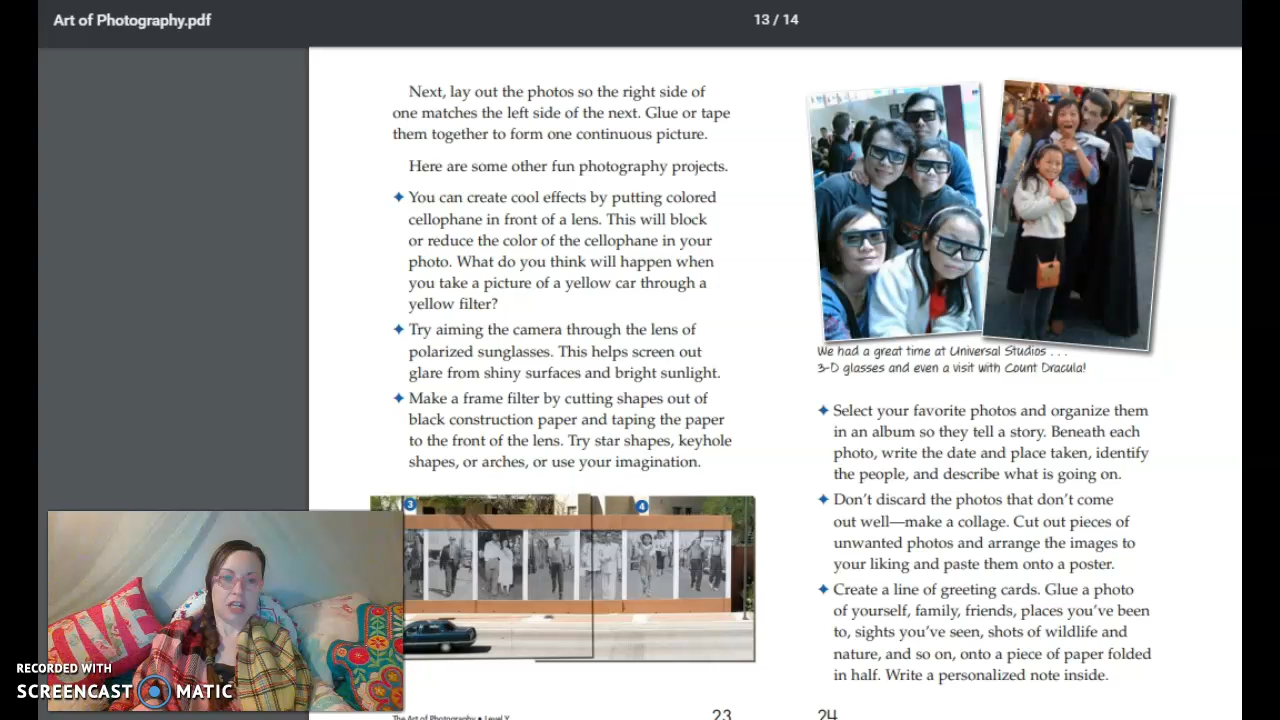 Art of Photography.pdf
13 / 14
Next, lay out the photos so the right side of
one matches the left side of the next. Glue or tape
them together to form one continuous picture.
Here are some other fun photography projects.
You can create cool effects by putting colored
cellophane in front of a lens. This will block
or reduce the color of the cellophane in your
photo. What do you think will happen when
you take a picture of a yellow car through a
yellow filter?
Try aiming the camera through the lens of
polarized sunglasses. This helps screen out
glare from shiny surfaces and bright sunlight.
Make a frame filter by cutting shapes out of
black construction paper and taping the paper
to the front of the lens. Try star shapes, keyhole
shapes, or arches, or use your imagination.
3
4
The Art of Photography • Level Y
23
We had a great time at Universal Studios . . .
3-D glasses and even a visit with Count Dracula!
Select your favorite photos and organize them
in an album so they tell a story. Beneath each
photo, write the date and place taken, identify
the people, and describe what is going on.
Don't discard the photos that don't come
out well—make a collage. Cut out pieces of
unwanted photos and arrange the images to
your liking and paste them onto a poster.
Create a line of greeting cards. Glue a photo
of yourself, family, friends, places you've been
to, sights you've seen, shots of wildlife and
nature, and so on, onto a piece of paper folded
in half. Write a personalized note inside.
24
RECORDED WITH
SCREENCAST MATIC